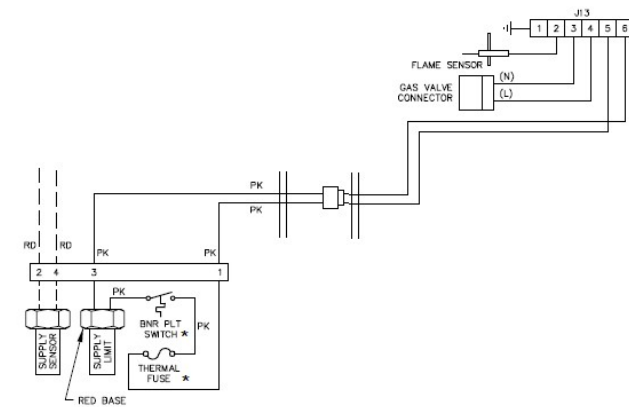 J13
1 2 3 4 5 6
FLAME SENSOR
GAS VALVE
CONNECTOR
(N)
(L)
PK
PK
RD
RD
PK
PK
2 4 3 1
PK
BNR PLT
SWITCH *
PK
SUPPLY
SENSOR
SUPPLY
LIMIT
THERMAL
FUSE *
RED BASE